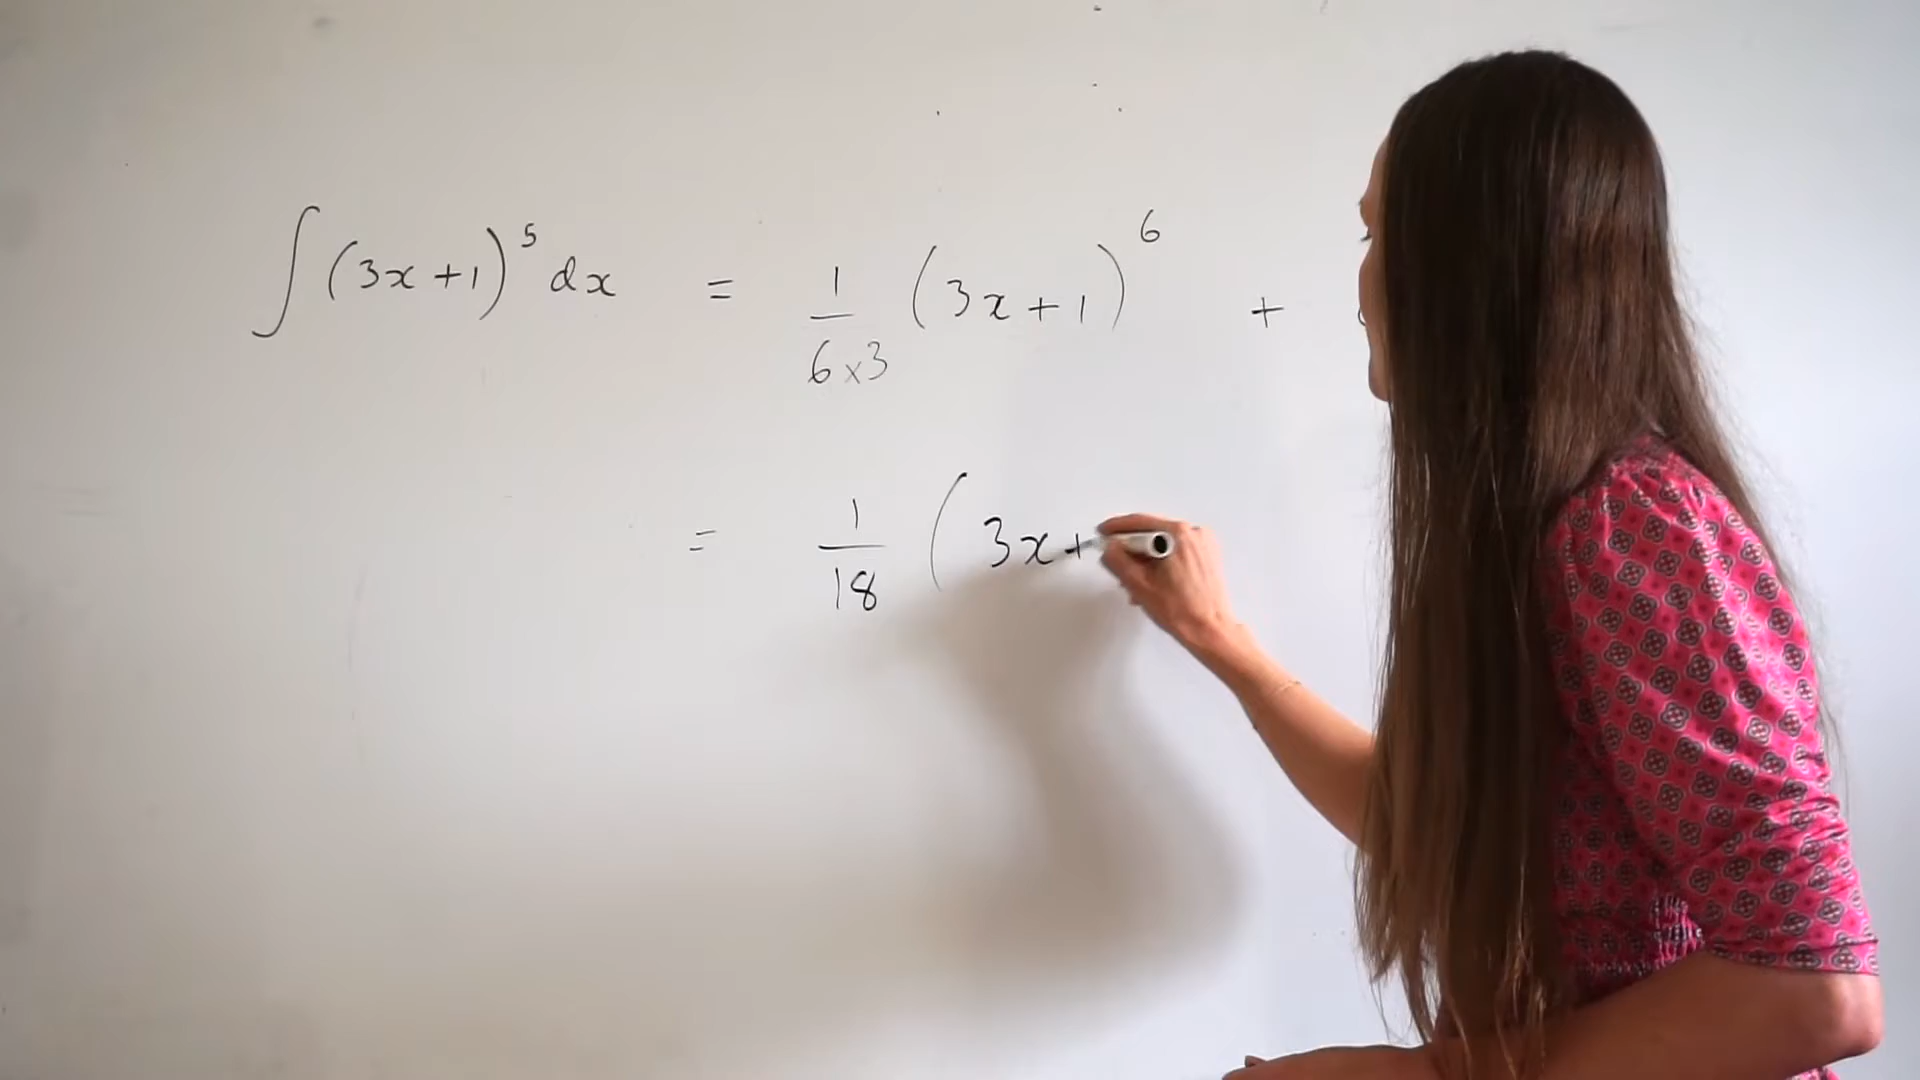 ∫(3x+1)⁵ dx = 1/6×3 (3x+1)⁶ +
= 1/18 (3x+